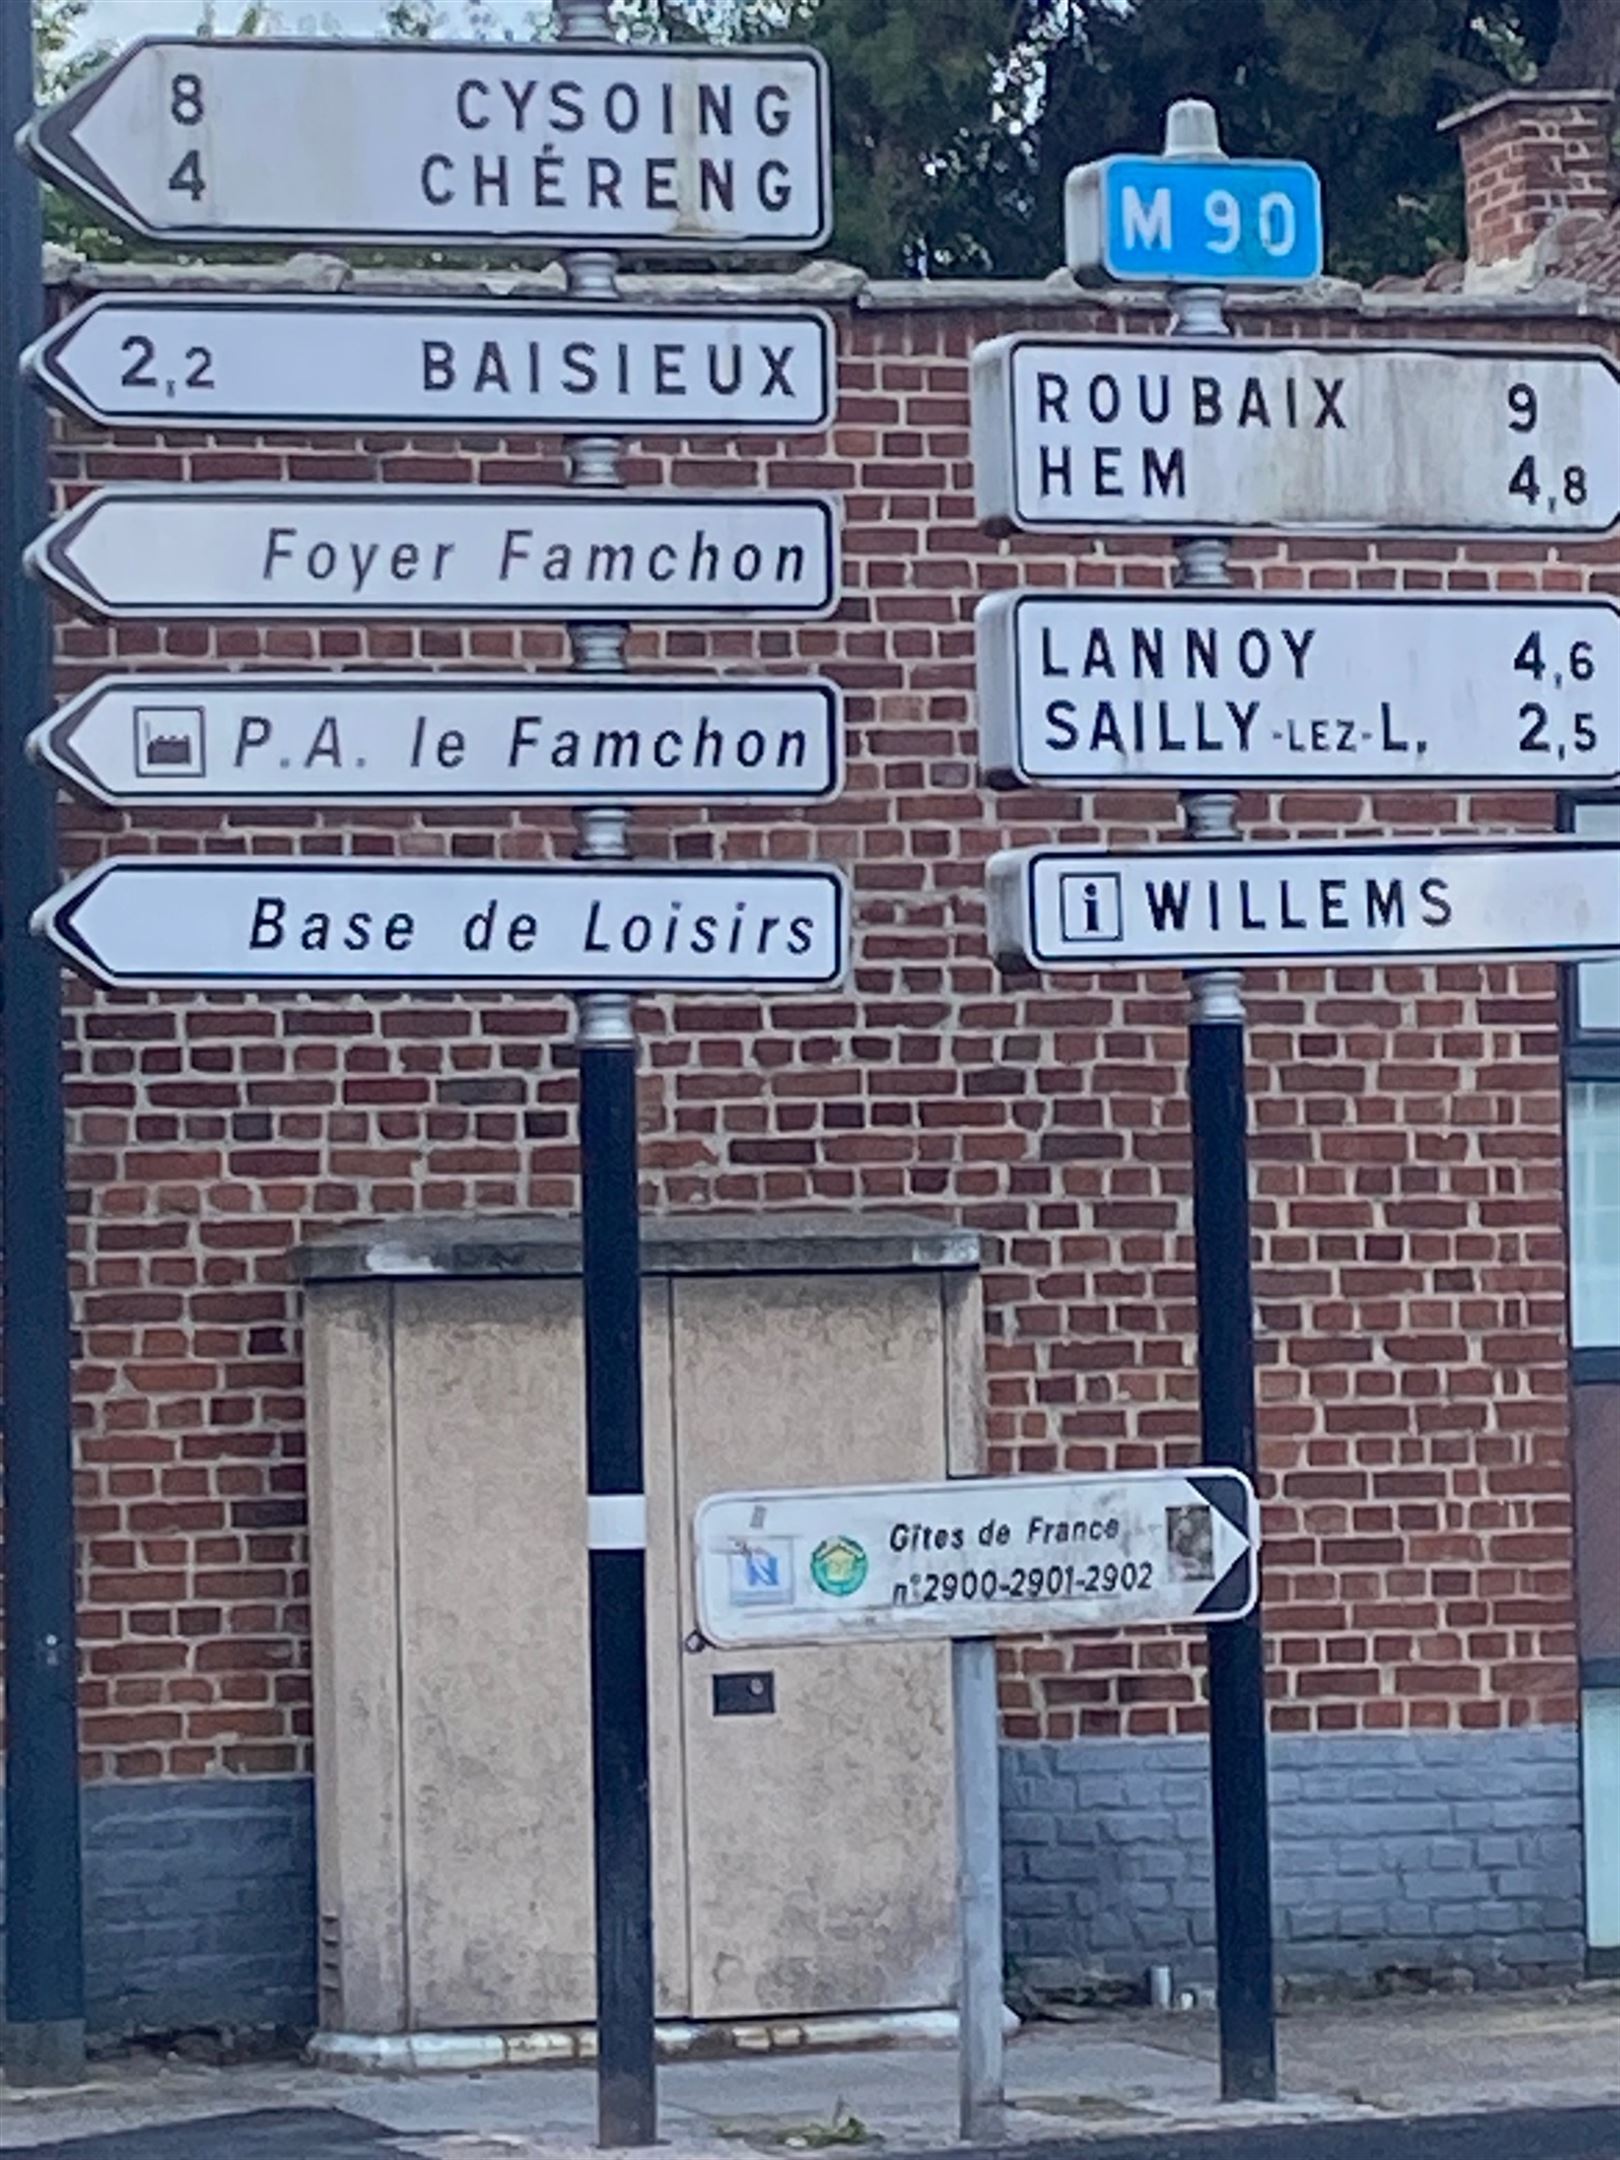 8 CYSOING
4 CHÉRENG
2,2 BAISIEUX
Foyer Famchon
P.A. le Famchon
Base de Loisirs
M 90
ROUBAIX 9
HEM 4,8
LANNOY 4,6
SAILLY-LEZ-L. 2,5
i WILLEMS
Gîtes de France
n° 2900-2901-2902